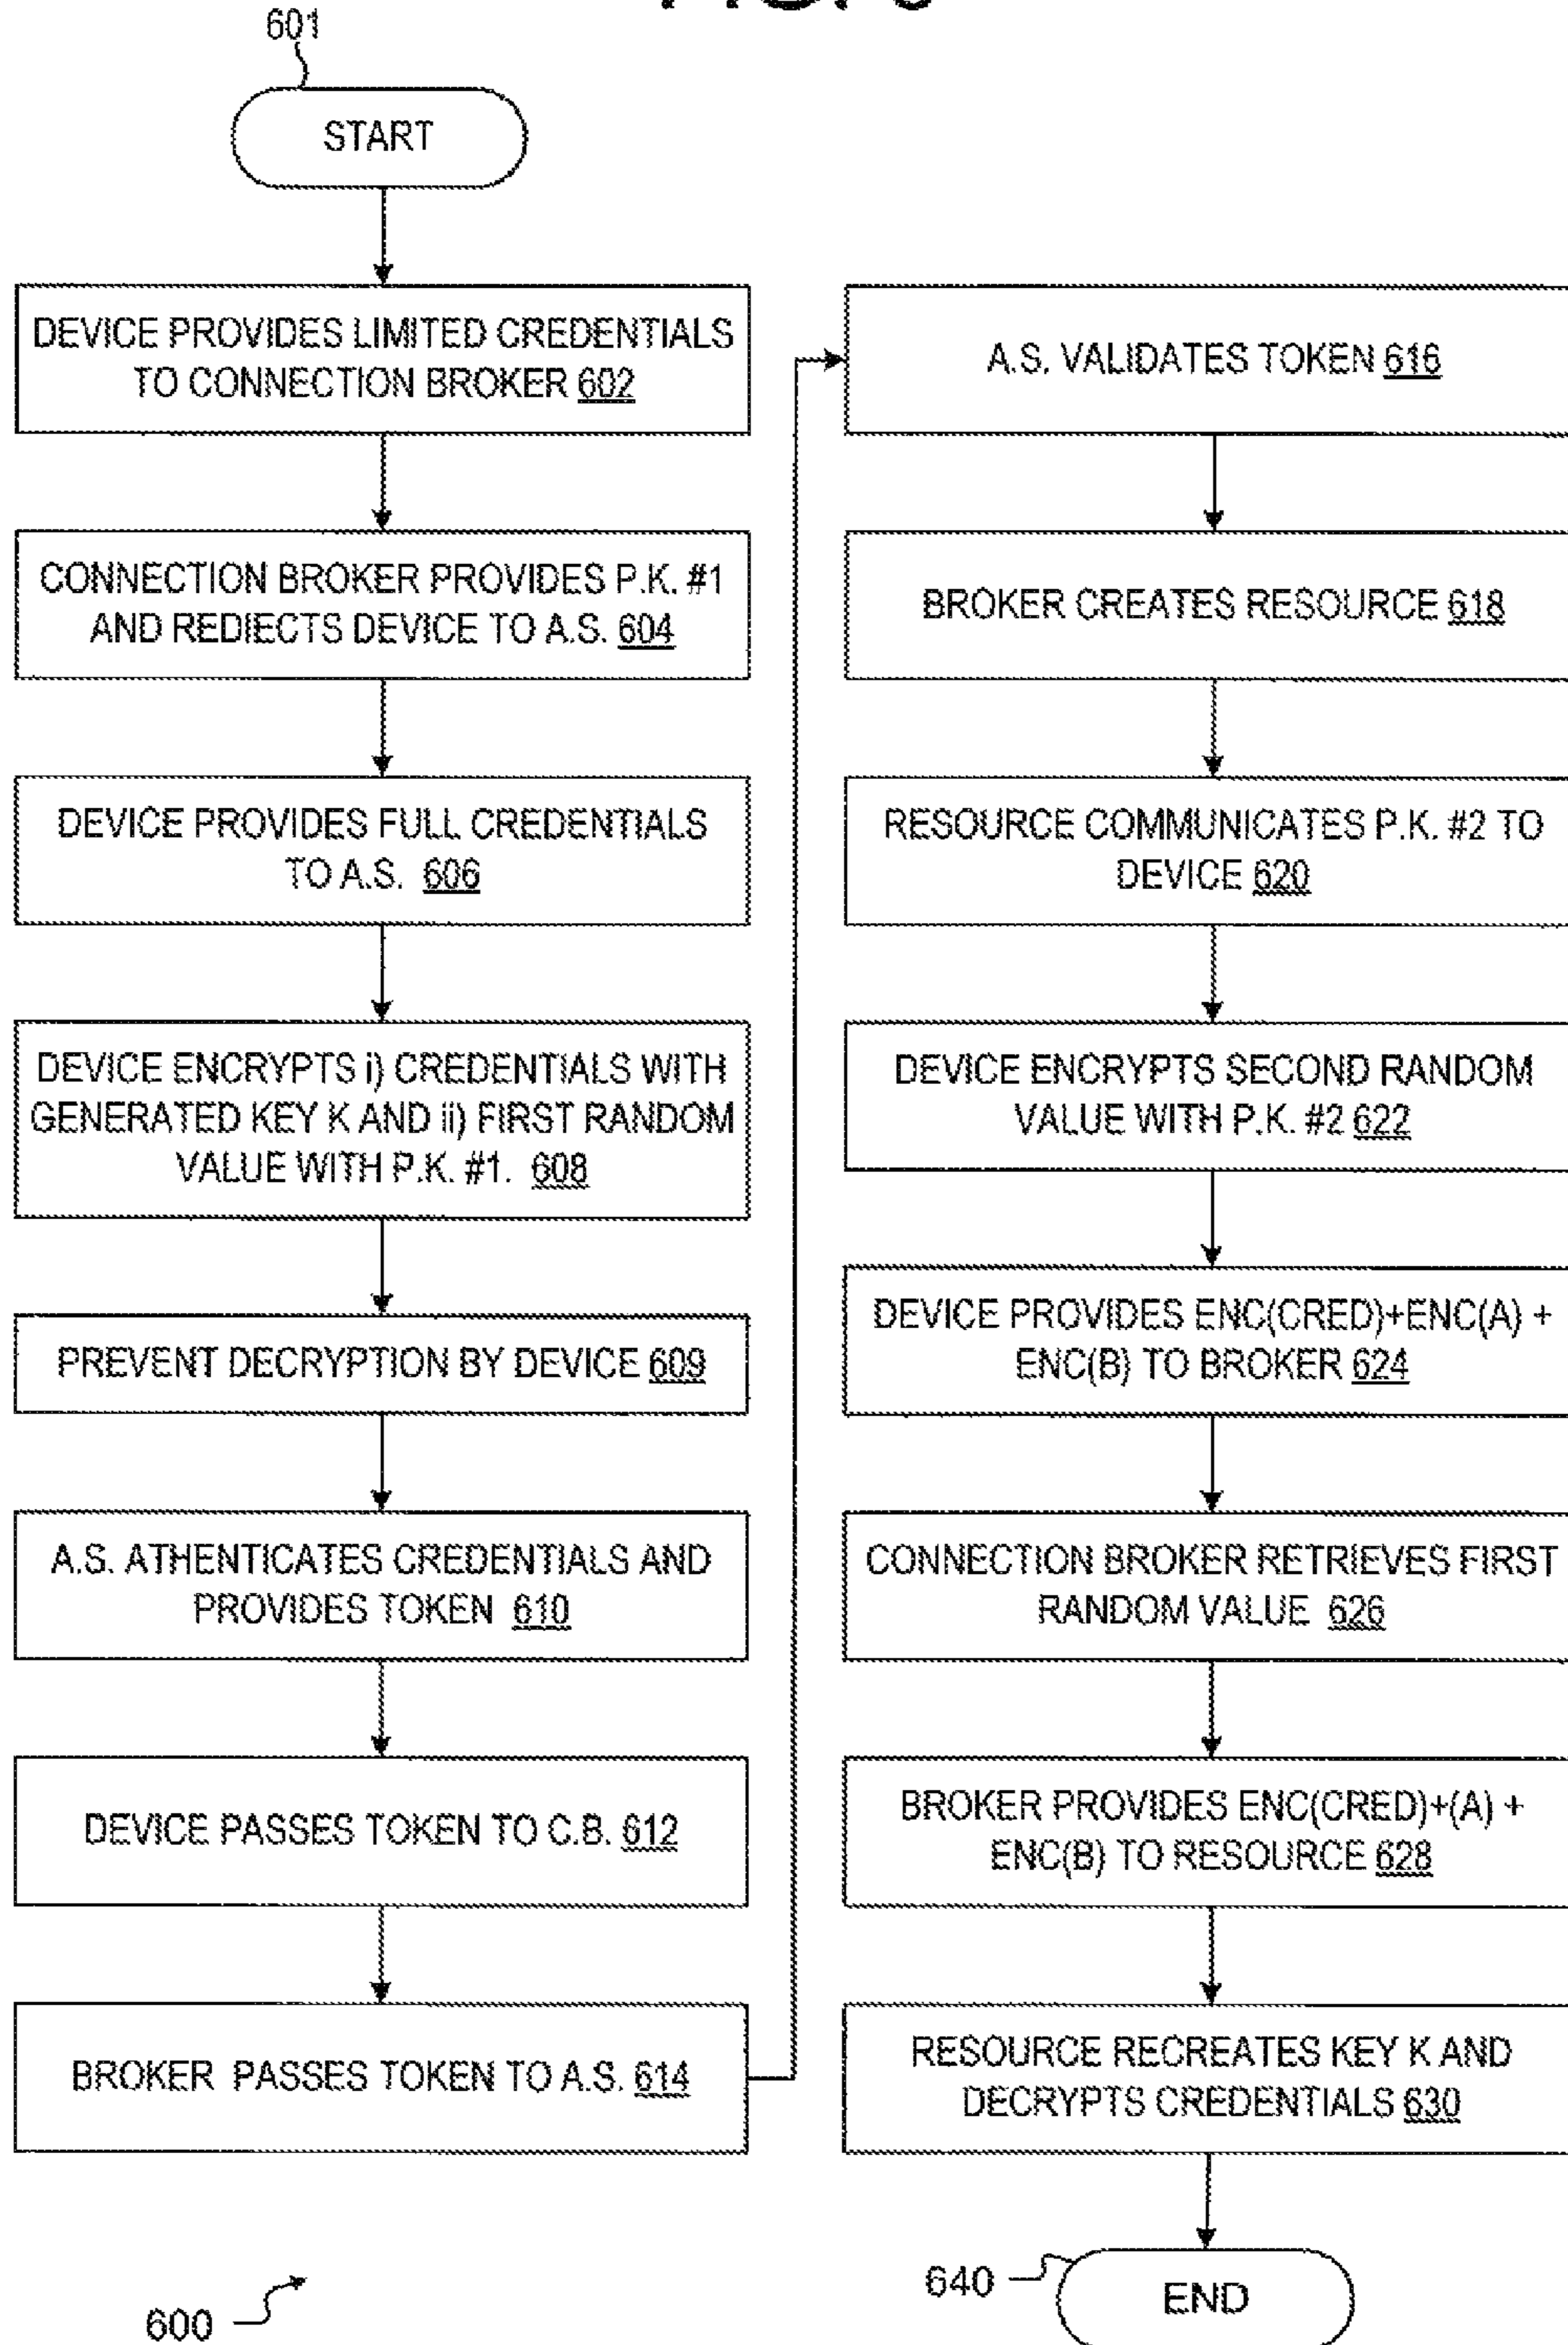 601
START
DEVICE PROVIDES LIMITED CREDENTIALS
TO CONNECTION BROKER 602
CONNECTION BROKER PROVIDES P.K. #1
AND REDIECTS DEVICE TO A.S. 604
DEVICE PROVIDES FULL CREDENTIALS
TO A.S. 606
DEVICE ENCRYPTS i) CREDENTIALS WITH
GENERATED KEY K AND ii) FIRST RANDOM
VALUE WITH P.K. #1. 608
PREVENT DECRYPTION BY DEVICE 609
A.S. ATHENTICATES CREDENTIALS AND
PROVIDES TOKEN 610
DEVICE PASSES TOKEN TO C.B. 612
BROKER PASSES TOKEN TO A.S. 614
A.S. VALIDATES TOKEN 616
BROKER CREATES RESOURCE 618
RESOURCE COMMUNICATES P.K. #2 TO
DEVICE 620
DEVICE ENCRYPTS SECOND RANDOM
VALUE WITH P.K. #2 622
DEVICE PROVIDES ENC(CRED)+ENC(A) +
ENC(B) TO BROKER 624
CONNECTION BROKER RETRIEVES FIRST
RANDOM VALUE 626
BROKER PROVIDES ENC(CRED)+(A) +
ENC(B) TO RESOURCE 628
RESOURCE RECREATES KEY K AND
DECRYPTS CREDENTIALS 630
640
END
600